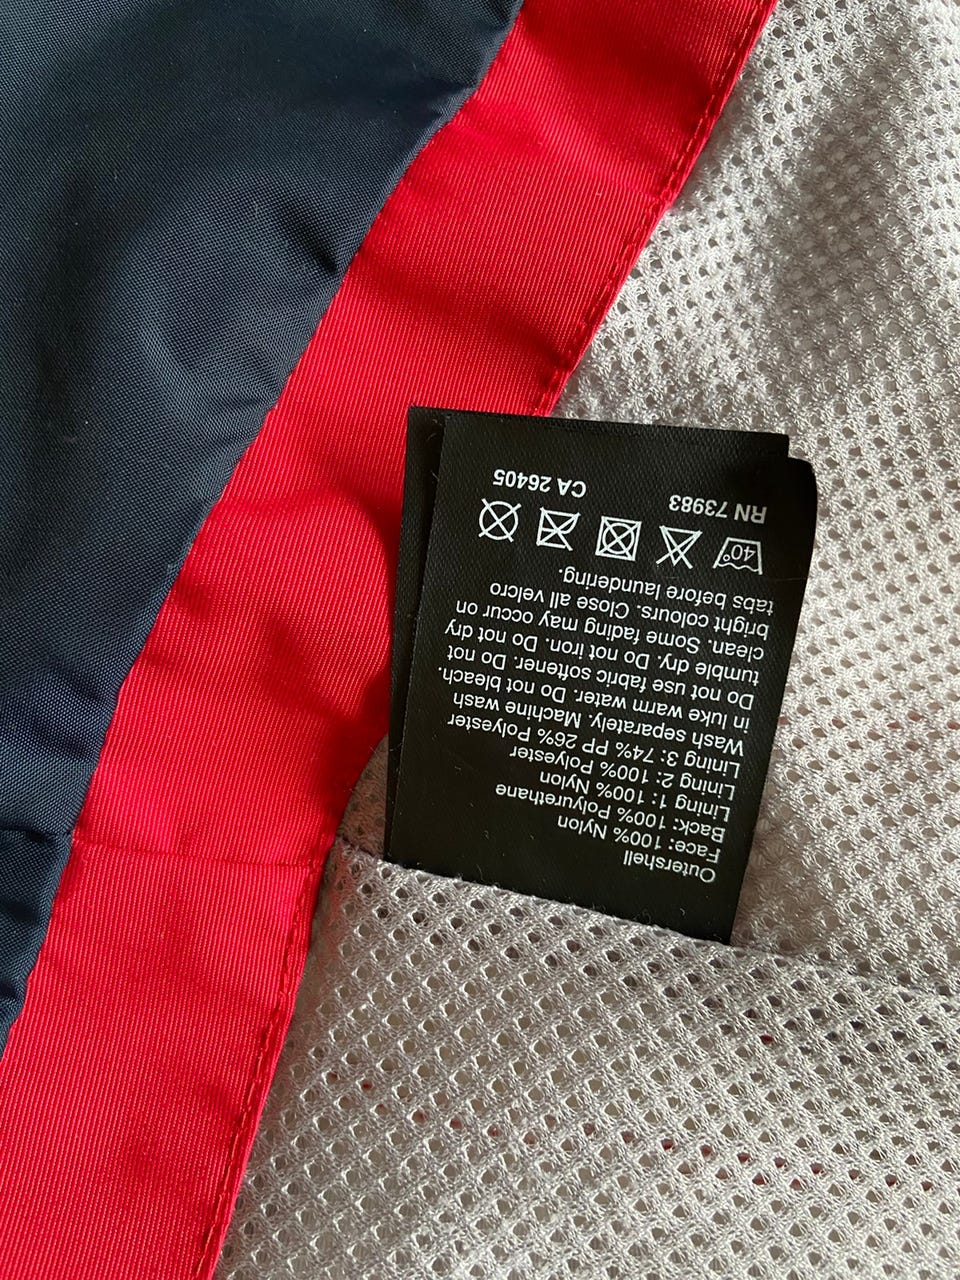 Outershell
Face: 100% Nylon
Back: 100% Polyurethane
Lining 1: 100% Nylon
Lining 2: 100% Polyester
Lining 3: 74% PP 26% Polyester
Wash separately. Machine wash
in luke warm water. Do not bleach.
Do not use fabric softener. Do not
tumble dry. Do not iron. Do not dry
clean. Some fading may occur on
bright colours. Close all velcro
tabs before laundering.
40°
RN 73983 CA 26405